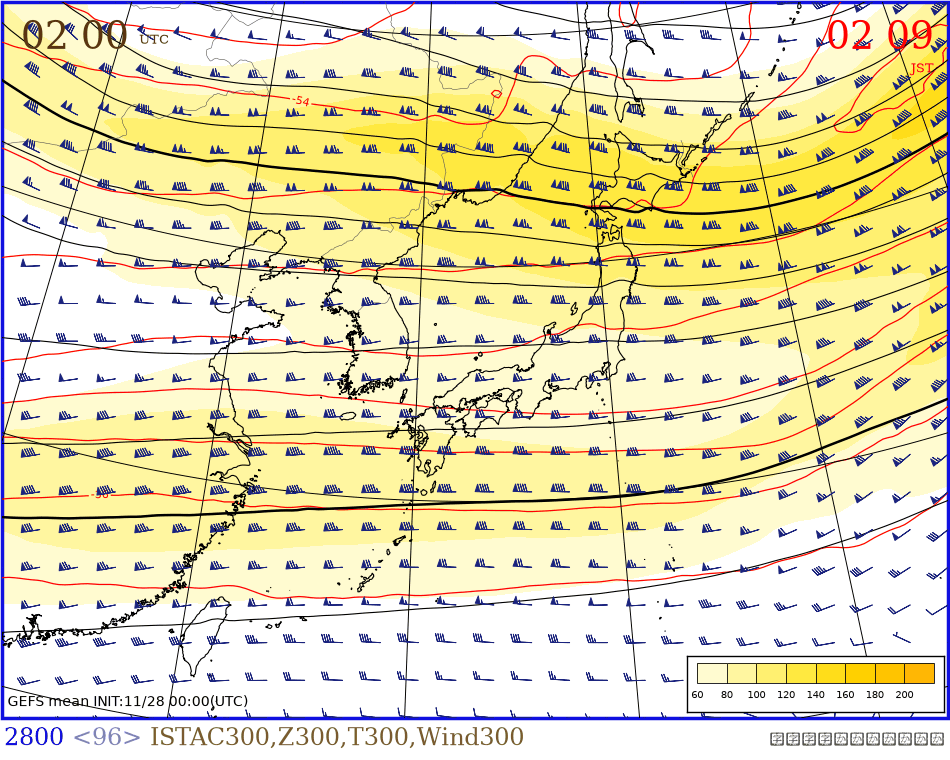 02 00 UTC
02 09
JST
-54
GEFS mean INIT:11/28 00:00(UTC)
60 80 100 120 140 160 180 200
2800 <96> ISTAC300,Z300,T300,Wind300